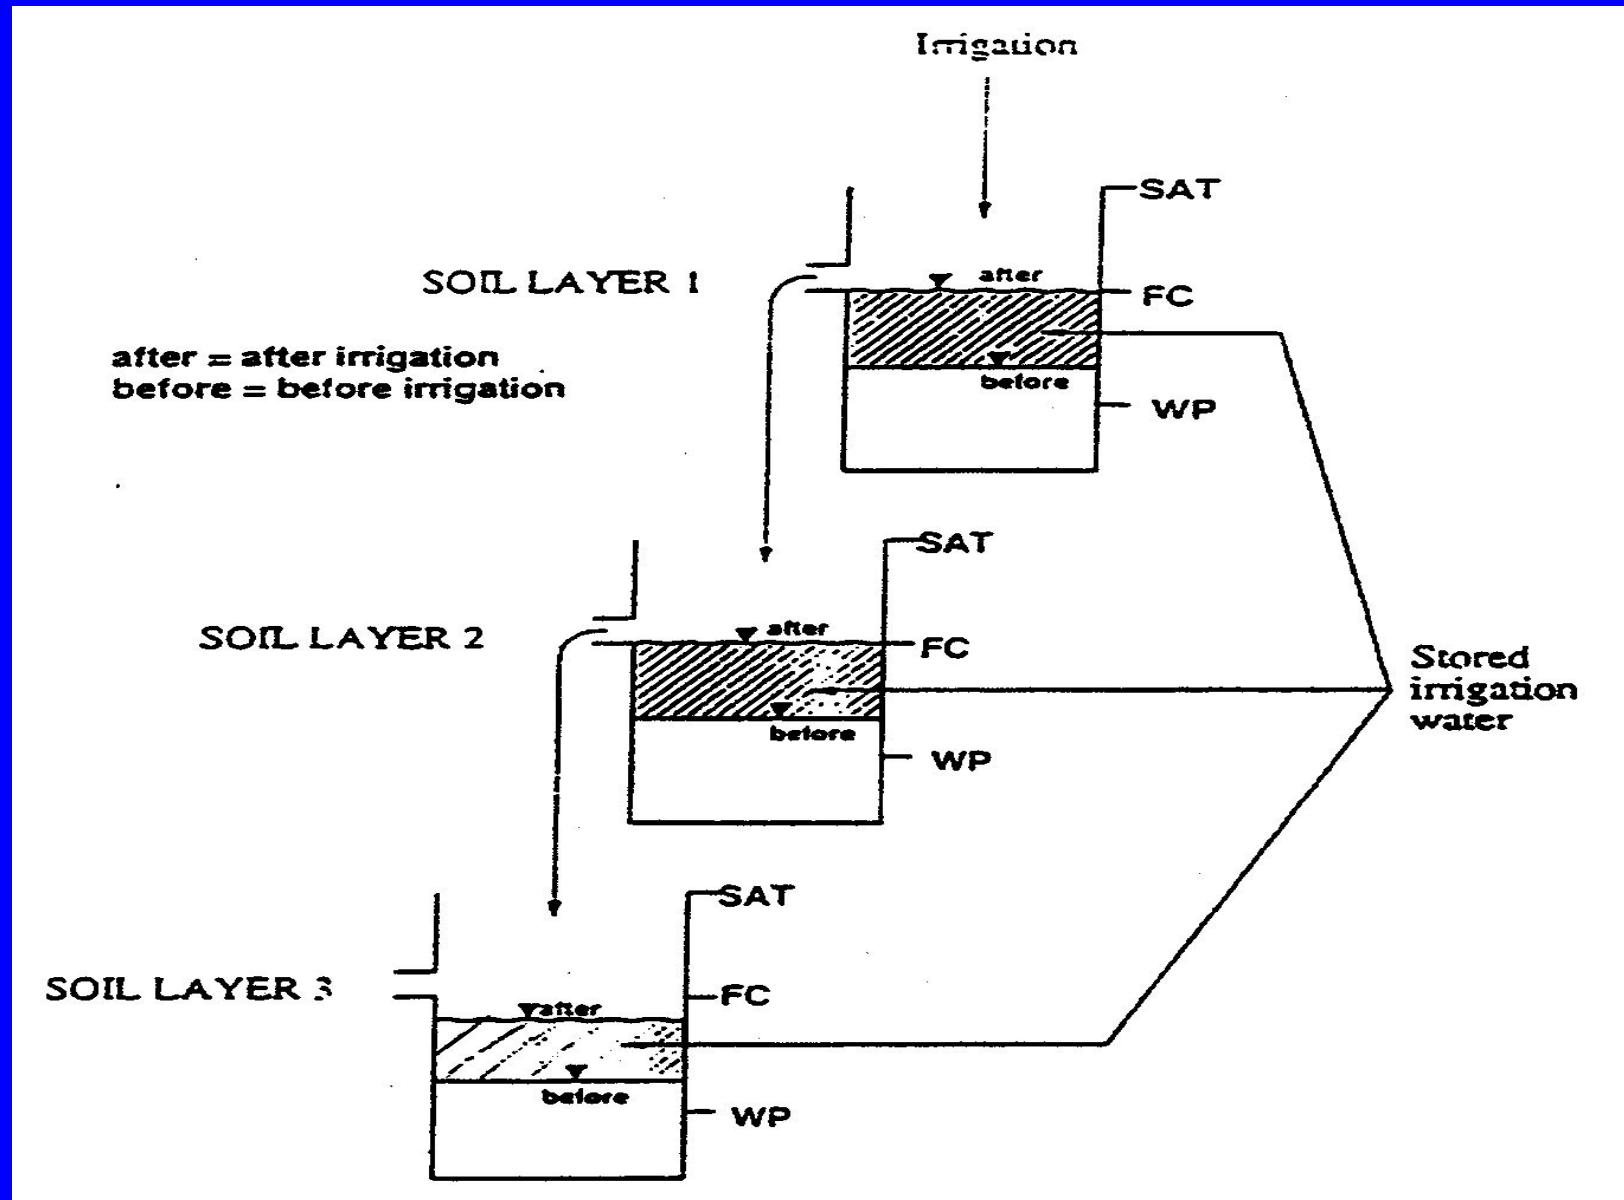 Irrigation
SAT
SOIL LAYER 1
after
FC
after = after irrigation
before = before irrigation
before
WP
SAT
SOIL LAYER 2
after
FC
Stored
irrigation
water
before
WP
SAT
SOIL LAYER 3
after
FC
before
WP